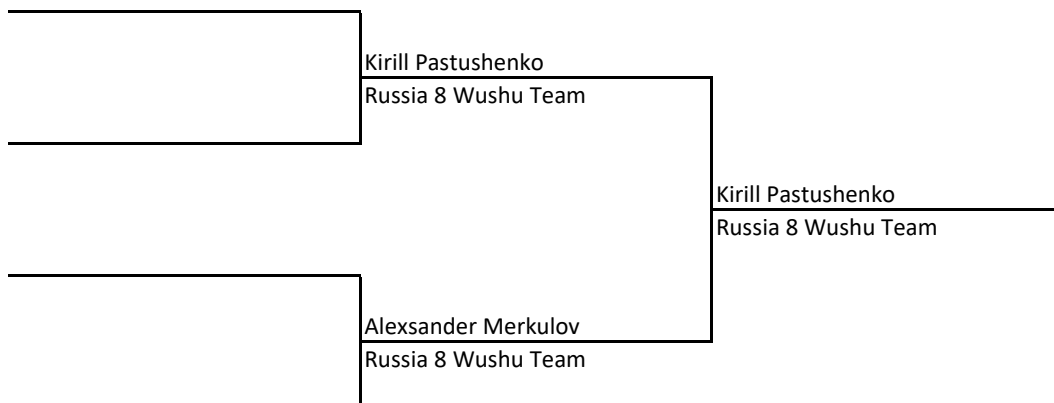 Kirill Pastushenko
Russia 8 Wushu Team
Kirill Pastushenko
Russia 8 Wushu Team
Alexsander Merkulov
Russia 8 Wushu Team